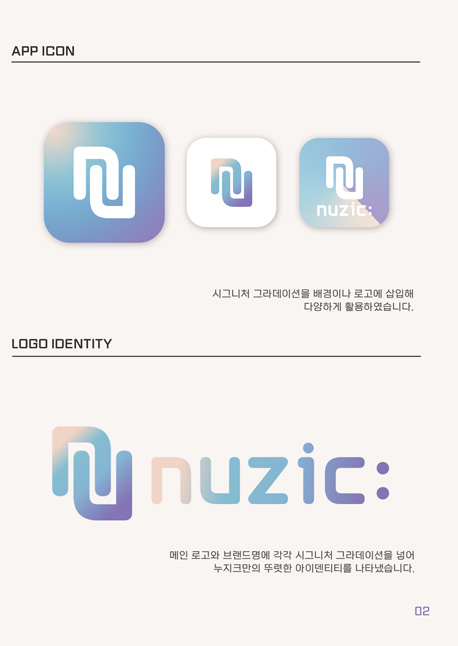 APP ICON
nuzic:
시그니처 그라데이션을 배경이나 로고에 삽입해
다양하게 활용하였습니다.
LOGO IDENTITY
nuzic:
메인 로고와 브랜드명에 각각 시그니처 그라데이션을 넣어
누지크만의 뚜렷한 아이덴티티를 나타냈습니다.
02